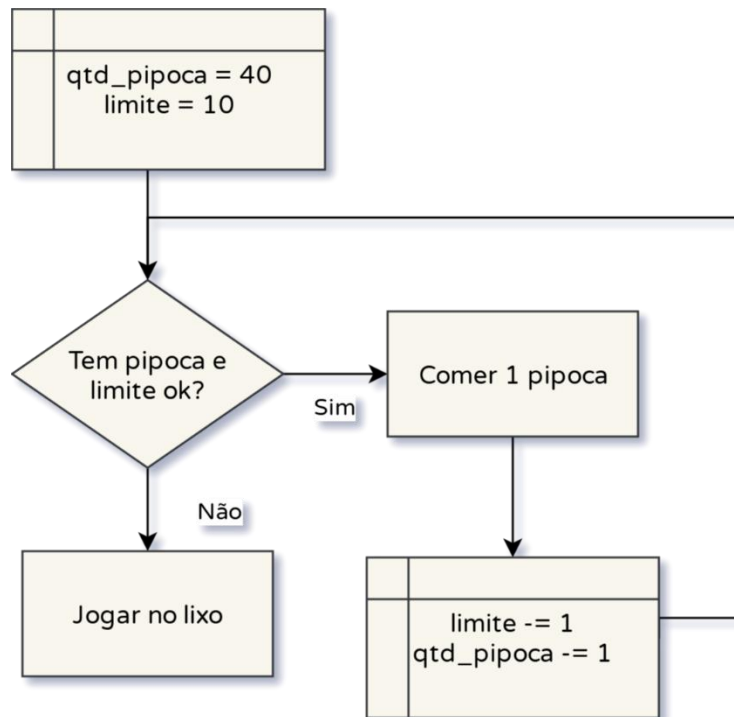 qtd_pipoca = 40
limite = 10
Tem pipoca e
limite ok?
Sim
Comer 1 pipoca
Não
Jogar no lixo
limite -= 1
qtd_pipoca -= 1